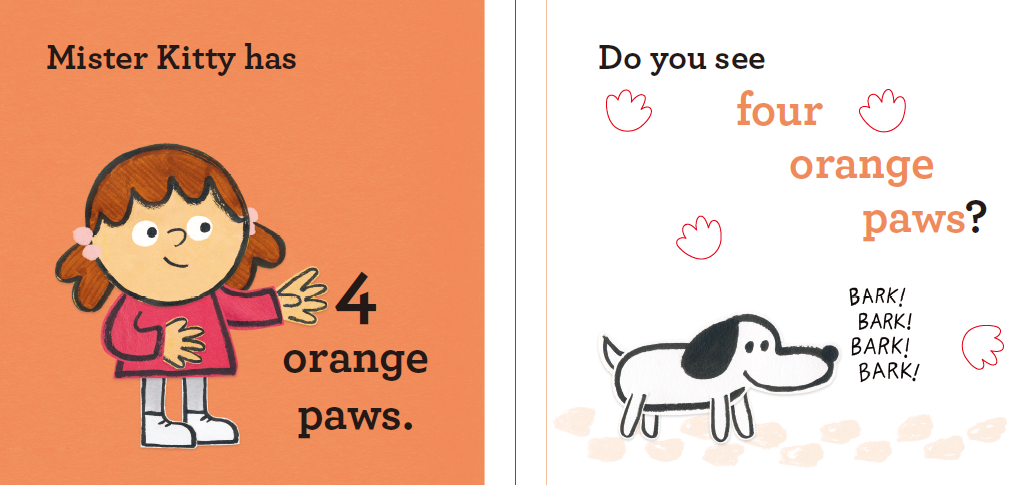 Mister Kitty has
4
orange
paws.
Do you see
four
orange
paws?
BARK!
BARK!
BARK!
BARK!